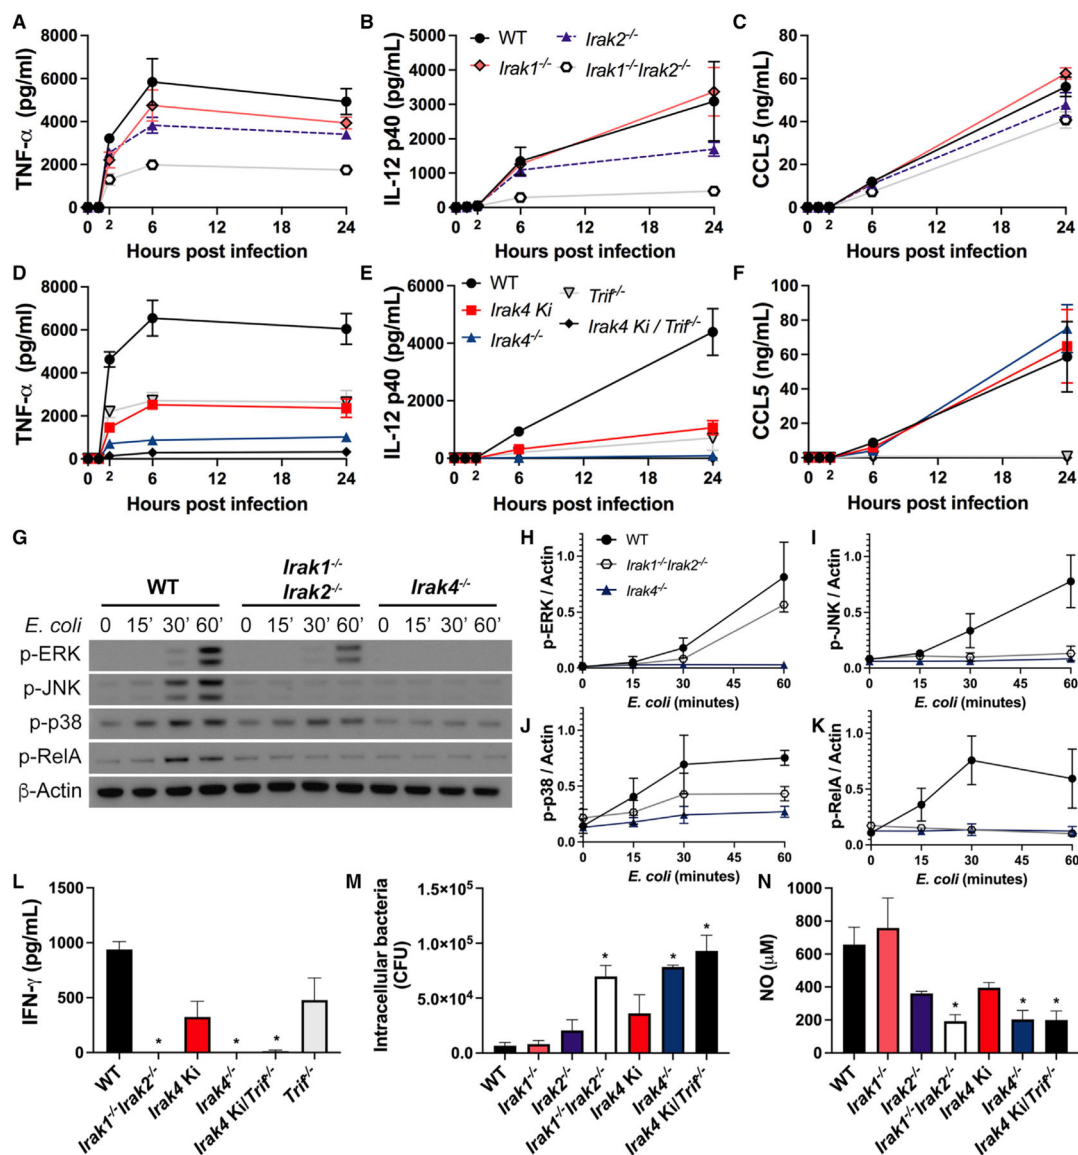 A
TNF-α (pg/ml)
8000
6000
4000
2000
0
0 2 6 12 18 24
Hours post infection
B
IL-12 p40 (pg/mL)
5000
4000
3000
2000
1000
0
0 2 6 12 18 24
Hours post infection
WT
Irak2-/-
Irak1-/-
Irak1-/-Irak2-/-
C
CCL5 (ng/mL)
80
60
40
20
0
0 2 6 12 18 24
Hours post infection
D
TNF-α (pg/ml)
8000
6000
4000
2000
0
0 2 6 12 18 24
Hours post infection
E
IL-12 p40 (pg/mL)
6000
4000
2000
0
0 2 6 12 18 24
Hours post infection
WT
Trif-/-
Irak4 Ki
Irak4 Ki / Trif-/-
Irak4-/-
F
CCL5 (ng/mL)
100
80
60
40
20
0
0 2 6 12 18 24
Hours post infection
G
WT
Irak1-/-
Irak2-/-
Irak4-/-
E. coli 0 15' 30' 60' 0 15' 30' 60' 0 15' 30' 60'
p-ERK
p-JNK
p-p38
p-RelA
β-Actin
H
p-ERK / Actin
1.0
0.5
0.0
0 15 30 45 60
E. coli (minutes)
WT
Irak1-/-Irak2-/-
Irak4-/-
I
p-JNK / Actin
1.0
0.5
0.0
0 15 30 45 60
E. coli (minutes)
J
p-p38 / Actin
1.0
0.5
0.0
0 15 30 45 60
E. coli (minutes)
K
p-RelA / Actin
1.0
0.5
0.0
0 15 30 45 60
E. coli (minutes)
L
IFN-γ (pg/mL)
1500
1000
500
0
* * *
WT
Irak1-/-Irak2-/-
Irak4 Ki
Irak4-/-
Irak4 Ki/Trif-/-
Trif-/-
M
Intracellular bacteria
(CFU)
1.5×10⁵
1.0×10⁵
5.0×10⁴
0.0
* * *
WT
Irak1-/-
Irak2-/-
Irak1-/-Irak2-/-
Irak4 Ki
Irak4-/-
Irak4 Ki/Trif-/-
N
NO (μM)
1000
800
600
400
200
0
* * *
WT
Irak1-/-
Irak2-/-
Irak1-/-Irak2-/-
Irak4 Ki
Irak4-/-
Irak4 Ki/Trif-/-